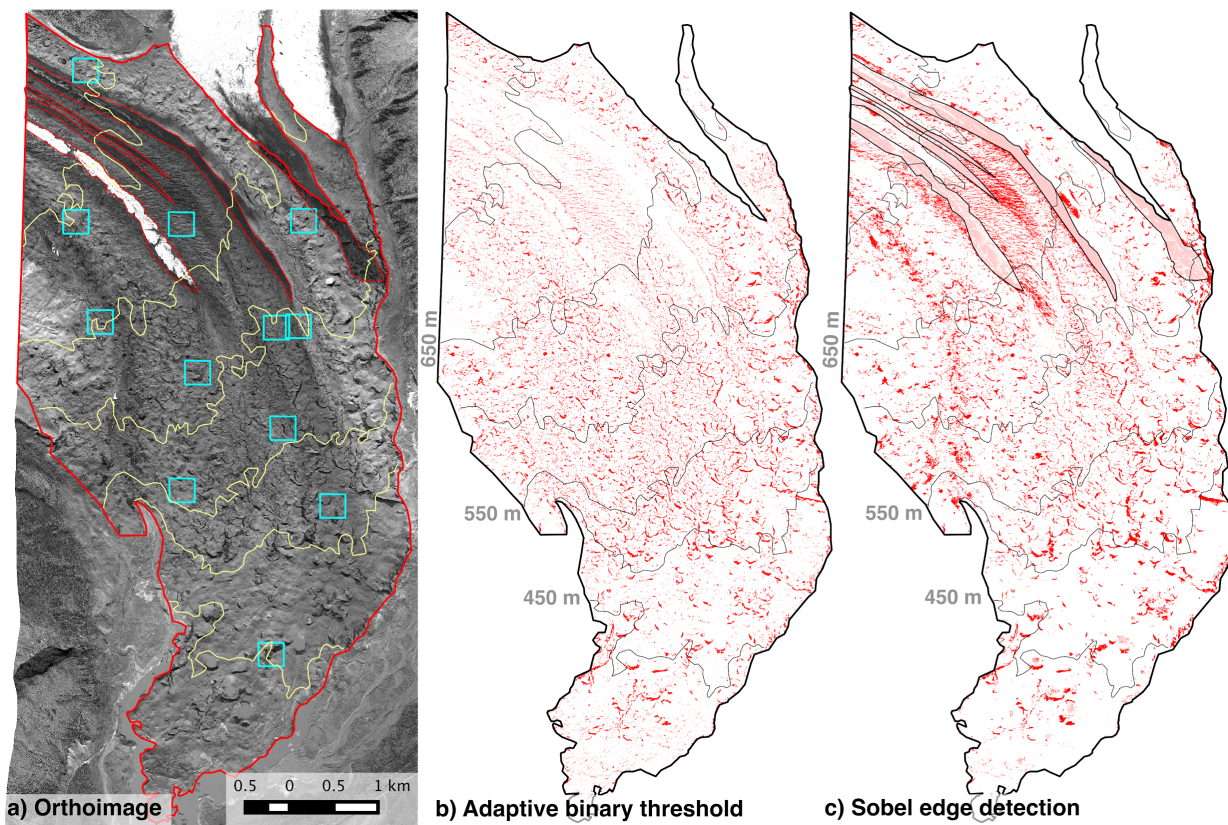 650 m
550 m
450 m
650 m
550 m
450 m
0.5 0 0.5 1 km
a) Orthoimage
b) Adaptive binary threshold
c) Sobel edge detection